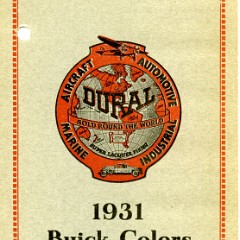 AIRCRAFT AUTOMOTIVE
DURAL
SOLD ROUND THE WORLD
MARINE INDUSTRIAL
1931
Buick Colors